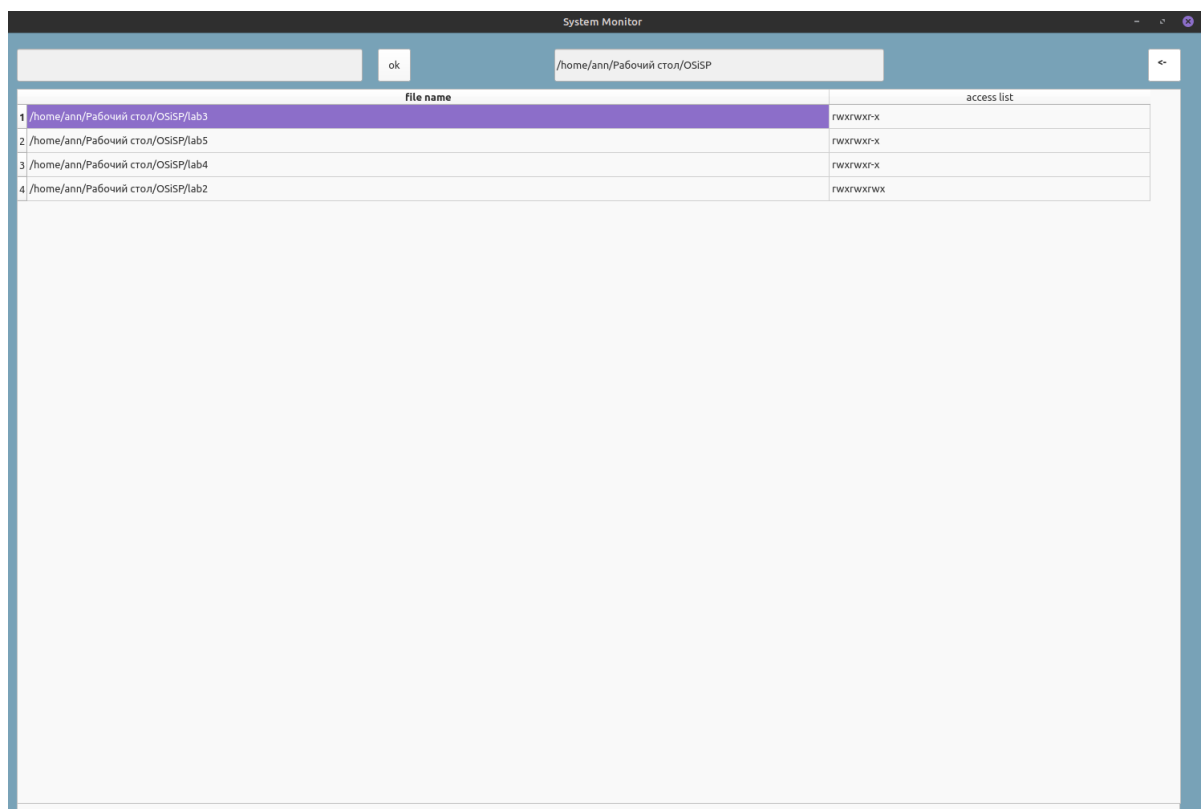 System Monitor
ok /home/ann/Рабочий стол/OSiSP <-
file name access list
1 /home/ann/Рабочий стол/OSiSP/lab3 rwxrwxr-x
2 /home/ann/Рабочий стол/OSiSP/lab5 rwxrwxr-x
3 /home/ann/Рабочий стол/OSiSP/lab4 rwxrwxr-x
4 /home/ann/Рабочий стол/OSiSP/lab2 rwxrwxrwx